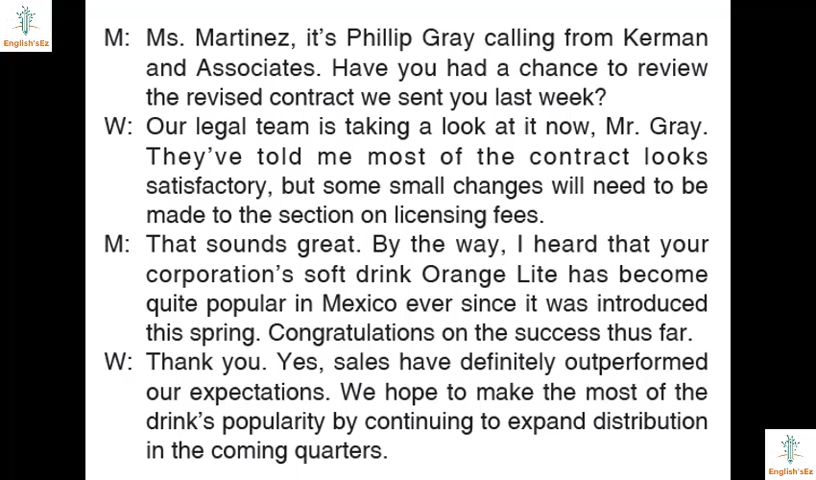 English'sEz
M: Ms. Martinez, it's Phillip Gray calling from Kerman
and Associates. Have you had a chance to review
the revised contract we sent you last week?
W: Our legal team is taking a look at it now, Mr. Gray.
They've told me most of the contract looks
satisfactory, but some small changes will need to be
made to the section on licensing fees.
M: That sounds great. By the way, I heard that your
corporation's soft drink Orange Lite has become
quite popular in Mexico ever since it was introduced
this spring. Congratulations on the success thus far.
W: Thank you. Yes, sales have definitely outperformed
our expectations. We hope to make the most of the
drink's popularity by continuing to expand distribution
in the coming quarters.
English'sEz